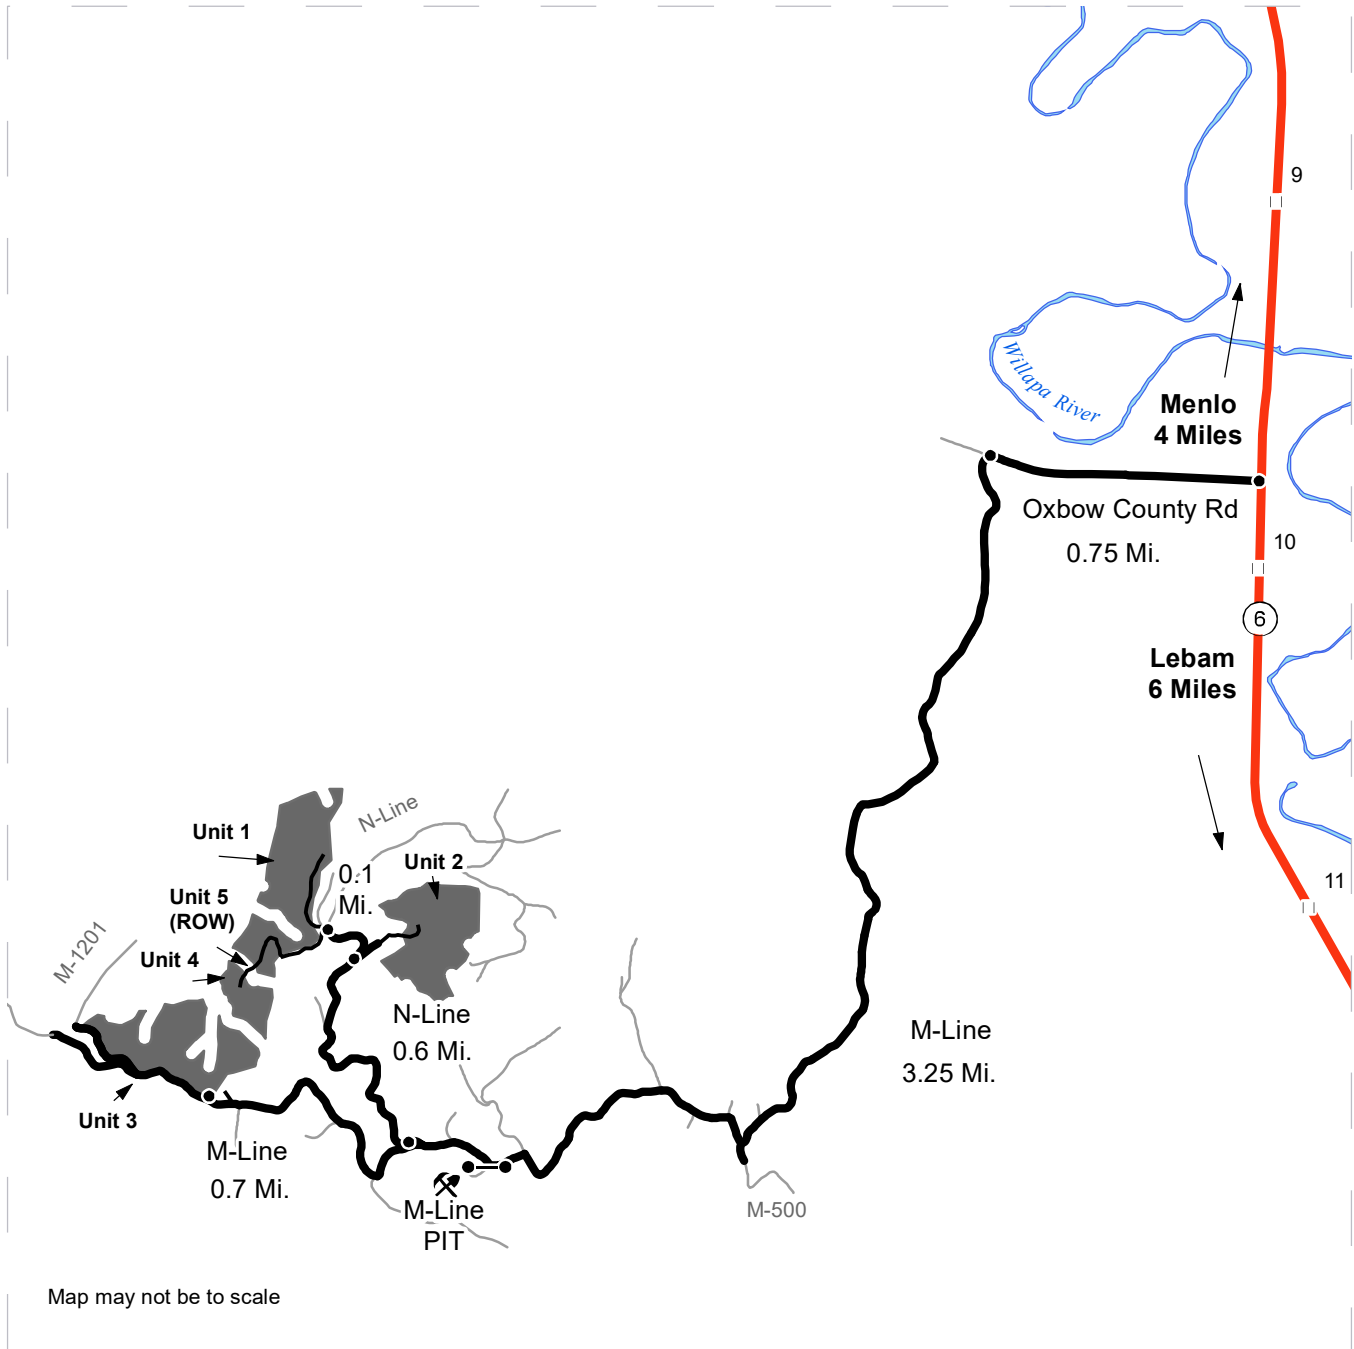 9
Willapa River
Menlo
4 Miles
Oxbow County Rd
0.75 Mi.
10
6
Lebam
6 Miles
11
N-Line
Unit 1
Unit 2
0.1
Mi.
Unit 5
(ROW)
M-1201
Unit 4
N-Line
0.6 Mi.
M-Line
3.25 Mi.
Unit 3
M-Line
0.7 Mi.
M-Line
PIT
M-500
Map may not be to scale